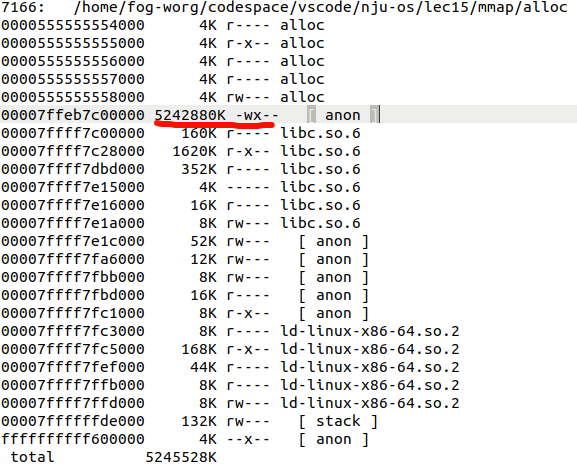 7166:   /home/fog-worg/codespace/vscode/nju-os/lec15/mmap/alloc
0000555555554000      4K r---- alloc
0000555555555000      4K r-x-- alloc
0000555555556000      4K r---- alloc
0000555555557000      4K r---- alloc
0000555555558000      4K rw--- alloc
00007ffeb7c00000 5242880K -wx--   [ anon ]
00007ffff7c00000    160K r---- libc.so.6
00007ffff7c28000   1620K r-x-- libc.so.6
00007ffff7dbd000    352K r---- libc.so.6
00007ffff7e15000      4K ----- libc.so.6
00007ffff7e16000     16K r---- libc.so.6
00007ffff7e1a000      8K rw--- libc.so.6
00007ffff7e1c000     52K rw---   [ anon ]
00007ffff7fa6000     12K rw---   [ anon ]
00007ffff7fbb000      8K rw---   [ anon ]
00007ffff7fbd000     16K r----   [ anon ]
00007ffff7fc1000      8K r-x--   [ anon ]
00007ffff7fc3000      8K r---- ld-linux-x86-64.so.2
00007ffff7fc5000    168K r-x-- ld-linux-x86-64.so.2
00007ffff7fef000     44K r---- ld-linux-x86-64.so.2
00007ffff7ffb000      8K r---- ld-linux-x86-64.so.2
00007ffff7ffd000      8K rw--- ld-linux-x86-64.so.2
00007ffffffde000    132K rw---   [ stack ]
ffffffffff600000      4K --x--   [ anon ]
 total          5245528K